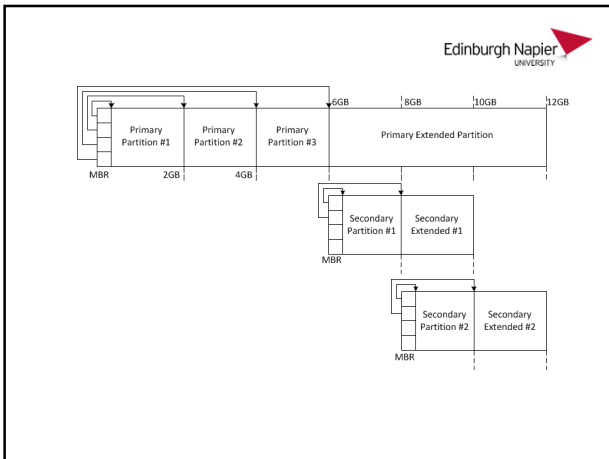 Edinburgh Napier
UNIVERSITY
6GB
8GB
10GB
12GB
Primary
Partition #1
Primary
Partition #2
Primary
Partition #3
Primary Extended Partition
MBR
2GB
4GB
Secondary
Partition #1
Secondary
Extended #1
MBR
Secondary
Partition #2
Secondary
Extended #2
MBR